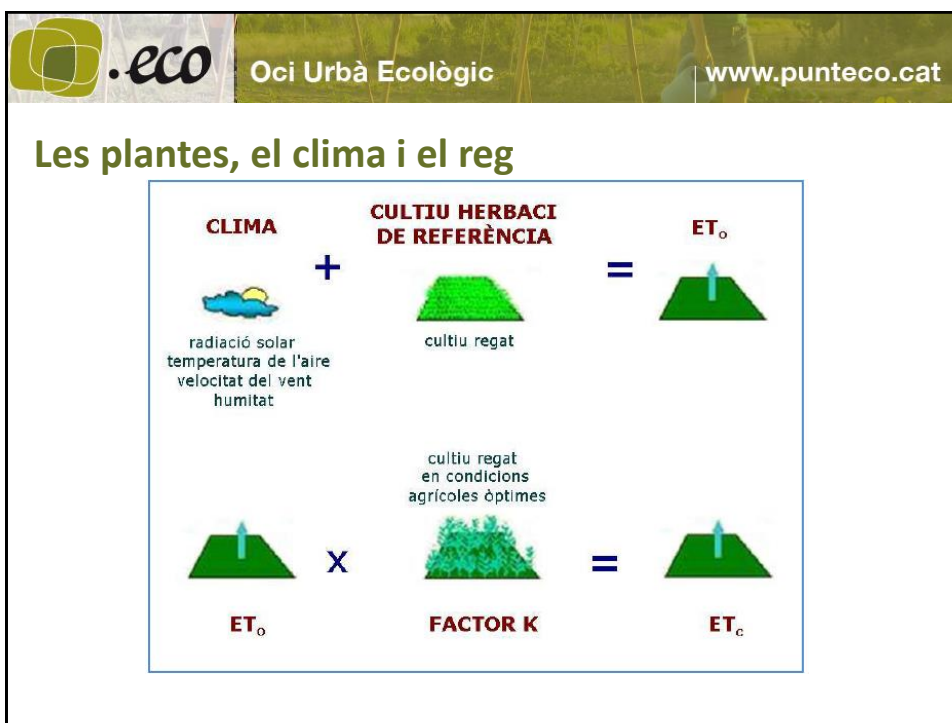 .eco Oci Urbà Ecològic www.punteco.cat
Les plantes, el clima i el reg
CLIMA
+
CULTIU HERBACI
DE REFERÈNCIA
=
ETo
radiació solar
temperatura de l'aire
velocitat del vent
humitat
cultiu regat
cultiu regat
en condicions
agrícoles òptimes
x
=
ETo
FACTOR K
ETc